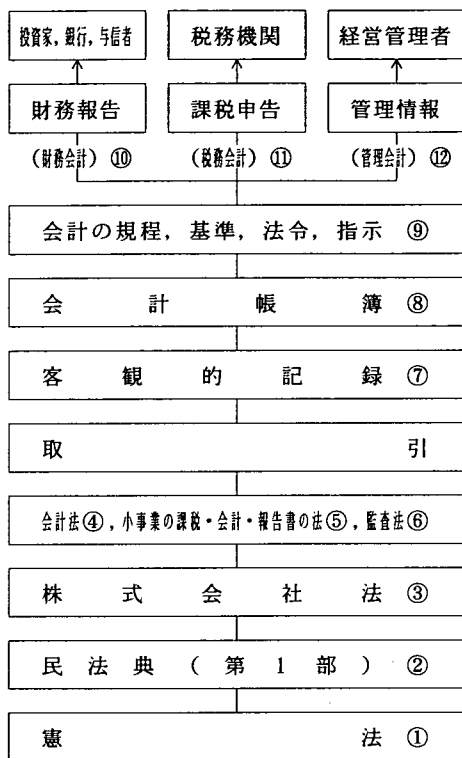 投資家，銀行，与信者 税務機関 経営管理者
財務報告 課税申告 管理情報
(財務会計) ⑩ (税務会計) ⑪ (管理会計) ⑫
会計の規程，基準，法令，指示 ⑨
会計帳簿 ⑧
客観的記録 ⑦
取引
会計法④，小事業の課税・会計・報告書の法⑤，監査法⑥
株式会社法 ③
民法典(第1部) ②
憲法 ①